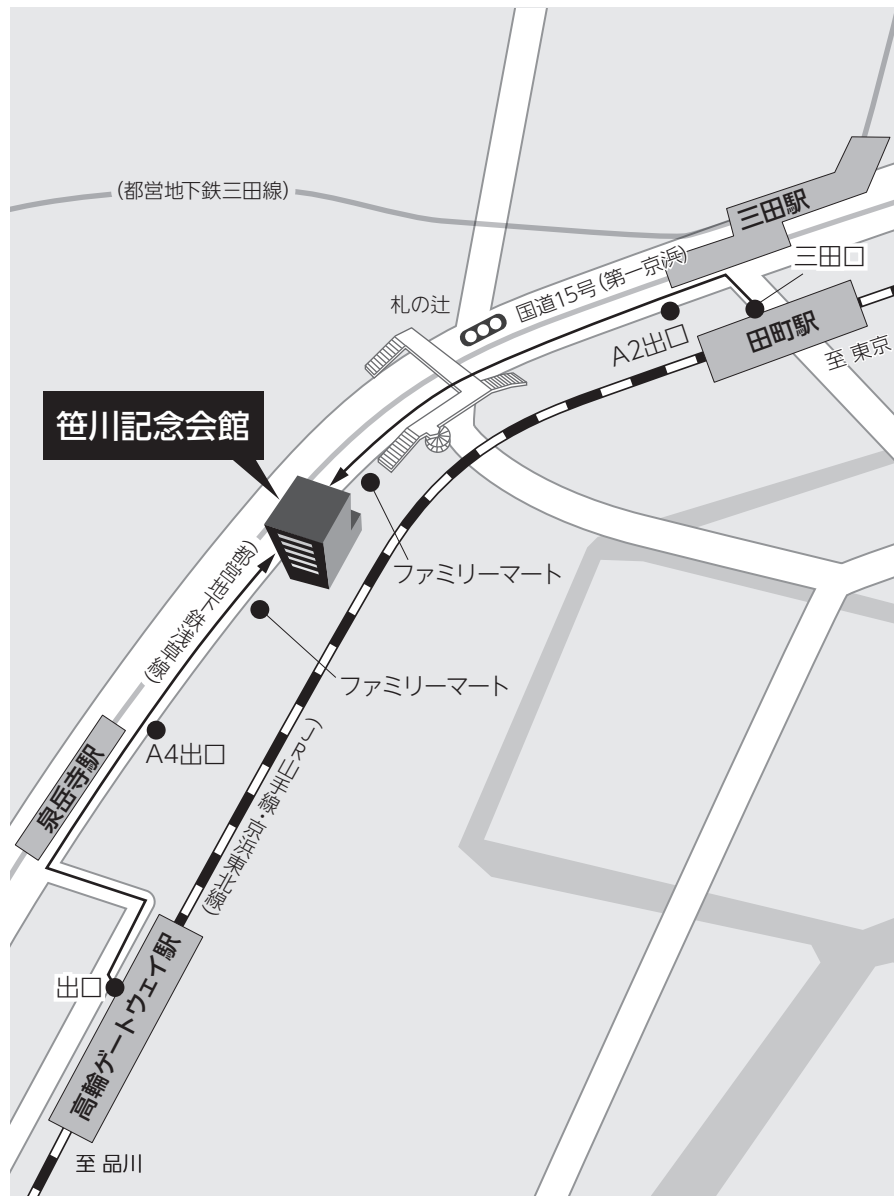 (都営地下鉄三田線)
三田駅
三田口
国道15号(第一京浜)
札の辻
A2出口
田町駅
至 東京
笹川記念会館
(都営地下鉄浅草線)
ファミリーマート
ファミリーマート
A4出口
泉岳寺駅
(JR山手線・京浜東北線)
出口
高輪ゲートウェイ駅
至 品川